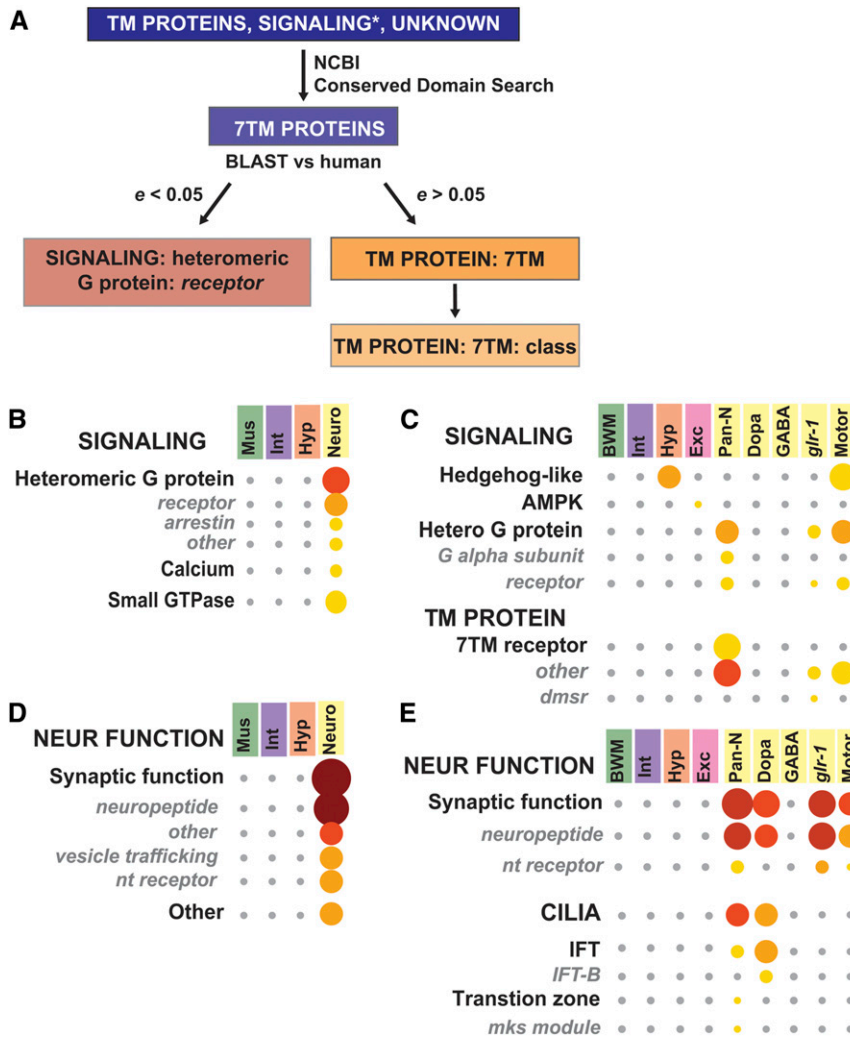 A
TM PROTEINS, SIGNALING*, UNKNOWN
NCBI
Conserved Domain Search
7TM PROTEINS
BLAST vs human
e < 0.05
e > 0.05
SIGNALING: heteromeric
G protein: receptor
TM PROTEIN: 7TM
TM PROTEIN: 7TM: class
B
SIGNALING
Mus
Int
Hyp
Neuro
Heteromeric G protein
receptor
arrestin
other
Calcium
Small GTPase
C
SIGNALING
BWM
Int
Hyp
Exc
Pan-N
Dopa
GABA
glr-1
Motor
Hedgehog-like
AMPK
Hetero G protein
G alpha subunit
receptor
TM PROTEIN
7TM receptor
other
dmsr
D
NEUR FUNCTION
Mus
Int
Hyp
Neuro
Synaptic function
neuropeptide
other
vesicle trafficking
nt receptor
Other
E
NEUR FUNCTION
BWM
Int
Hyp
Exc
Pan-N
Dopa
GABA
glr-1
Motor
Synaptic function
neuropeptide
nt receptor
CILIA
IFT
IFT-B
Transtion zone
mks module